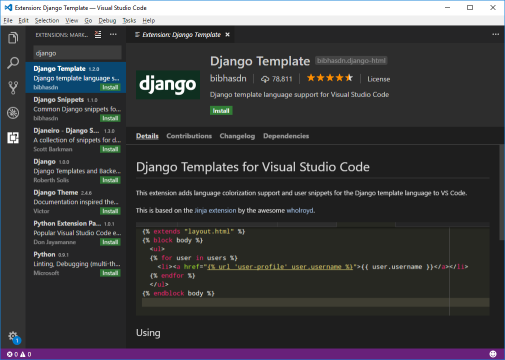 Extension: Django Template — Visual Studio Code
File Edit Selection View Go Debug Tasks Help
EXTENSIONS: MARK...
django
Django Template 1.2.0
Django template language s...
bibhasdn Install
Django Snippets 1.1.0
Common Django snippets fo...
bibhasdn Install
Djaneiro - Django S... 1.3.0
A collection of snippets for d...
Scott Barkman Install
Django 1.0.0
Django Templates and Backe...
Roberth Solís Install
Django Theme 2.4.6
Documentation inspired the...
Victor Install
Python Extension Pa... 1.0.1
Popular Visual Studio Code e...
Don Jayamanne Install
Python 0.9.1
Linting, Debugging (multi-th...
Microsoft Install
Extension: Django Template
django
Django Template bibhasdn.django-html
bibhasdn 78,811 License
Django template language support for Visual Studio Code
Install
Details Contributions Changelog Dependencies
Django Templates for Visual Studio Code
This extension adds language colorization support and user snippets for the Django template language to VS Code.
This is based on the Jinja extension by the awesome wholroyd.
{% extends "layout.html" %}
{% block body %}
<ul>
{% for user in users %}
<li><a href="{% url 'user-profile' user.username %}">{{ user.username }}</a></li>
{% endfor %}
</ul>
{% endblock body %}
Using
1
0 0